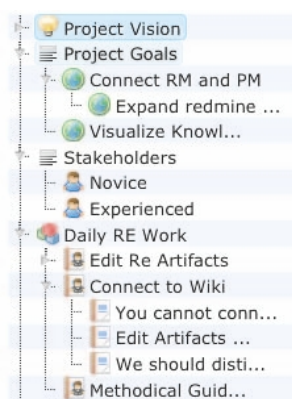 Project Vision
Project Goals
Connect RM and PM
Expand redmine ...
Visualize Knowl...
Stakeholders
Novice
Experienced
Daily RE Work
Edit Re Artifacts
Connect to Wiki
You cannot conn...
Edit Artifacts ...
We should disti...
Methodical Guid...